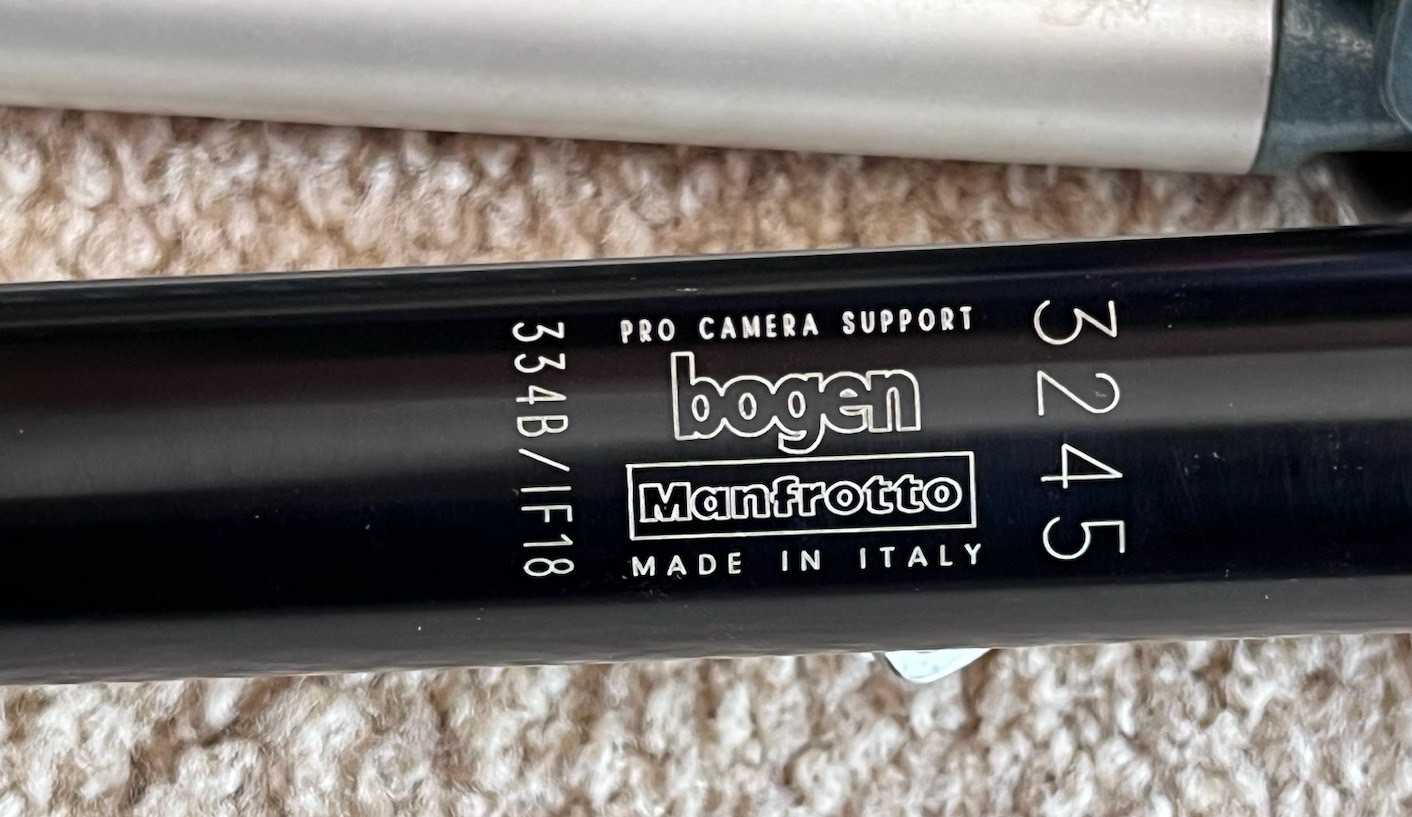 334B/IF18
PRO CAMERA SUPPORT
bogen
Manfrotto
MADE IN ITALY
3245